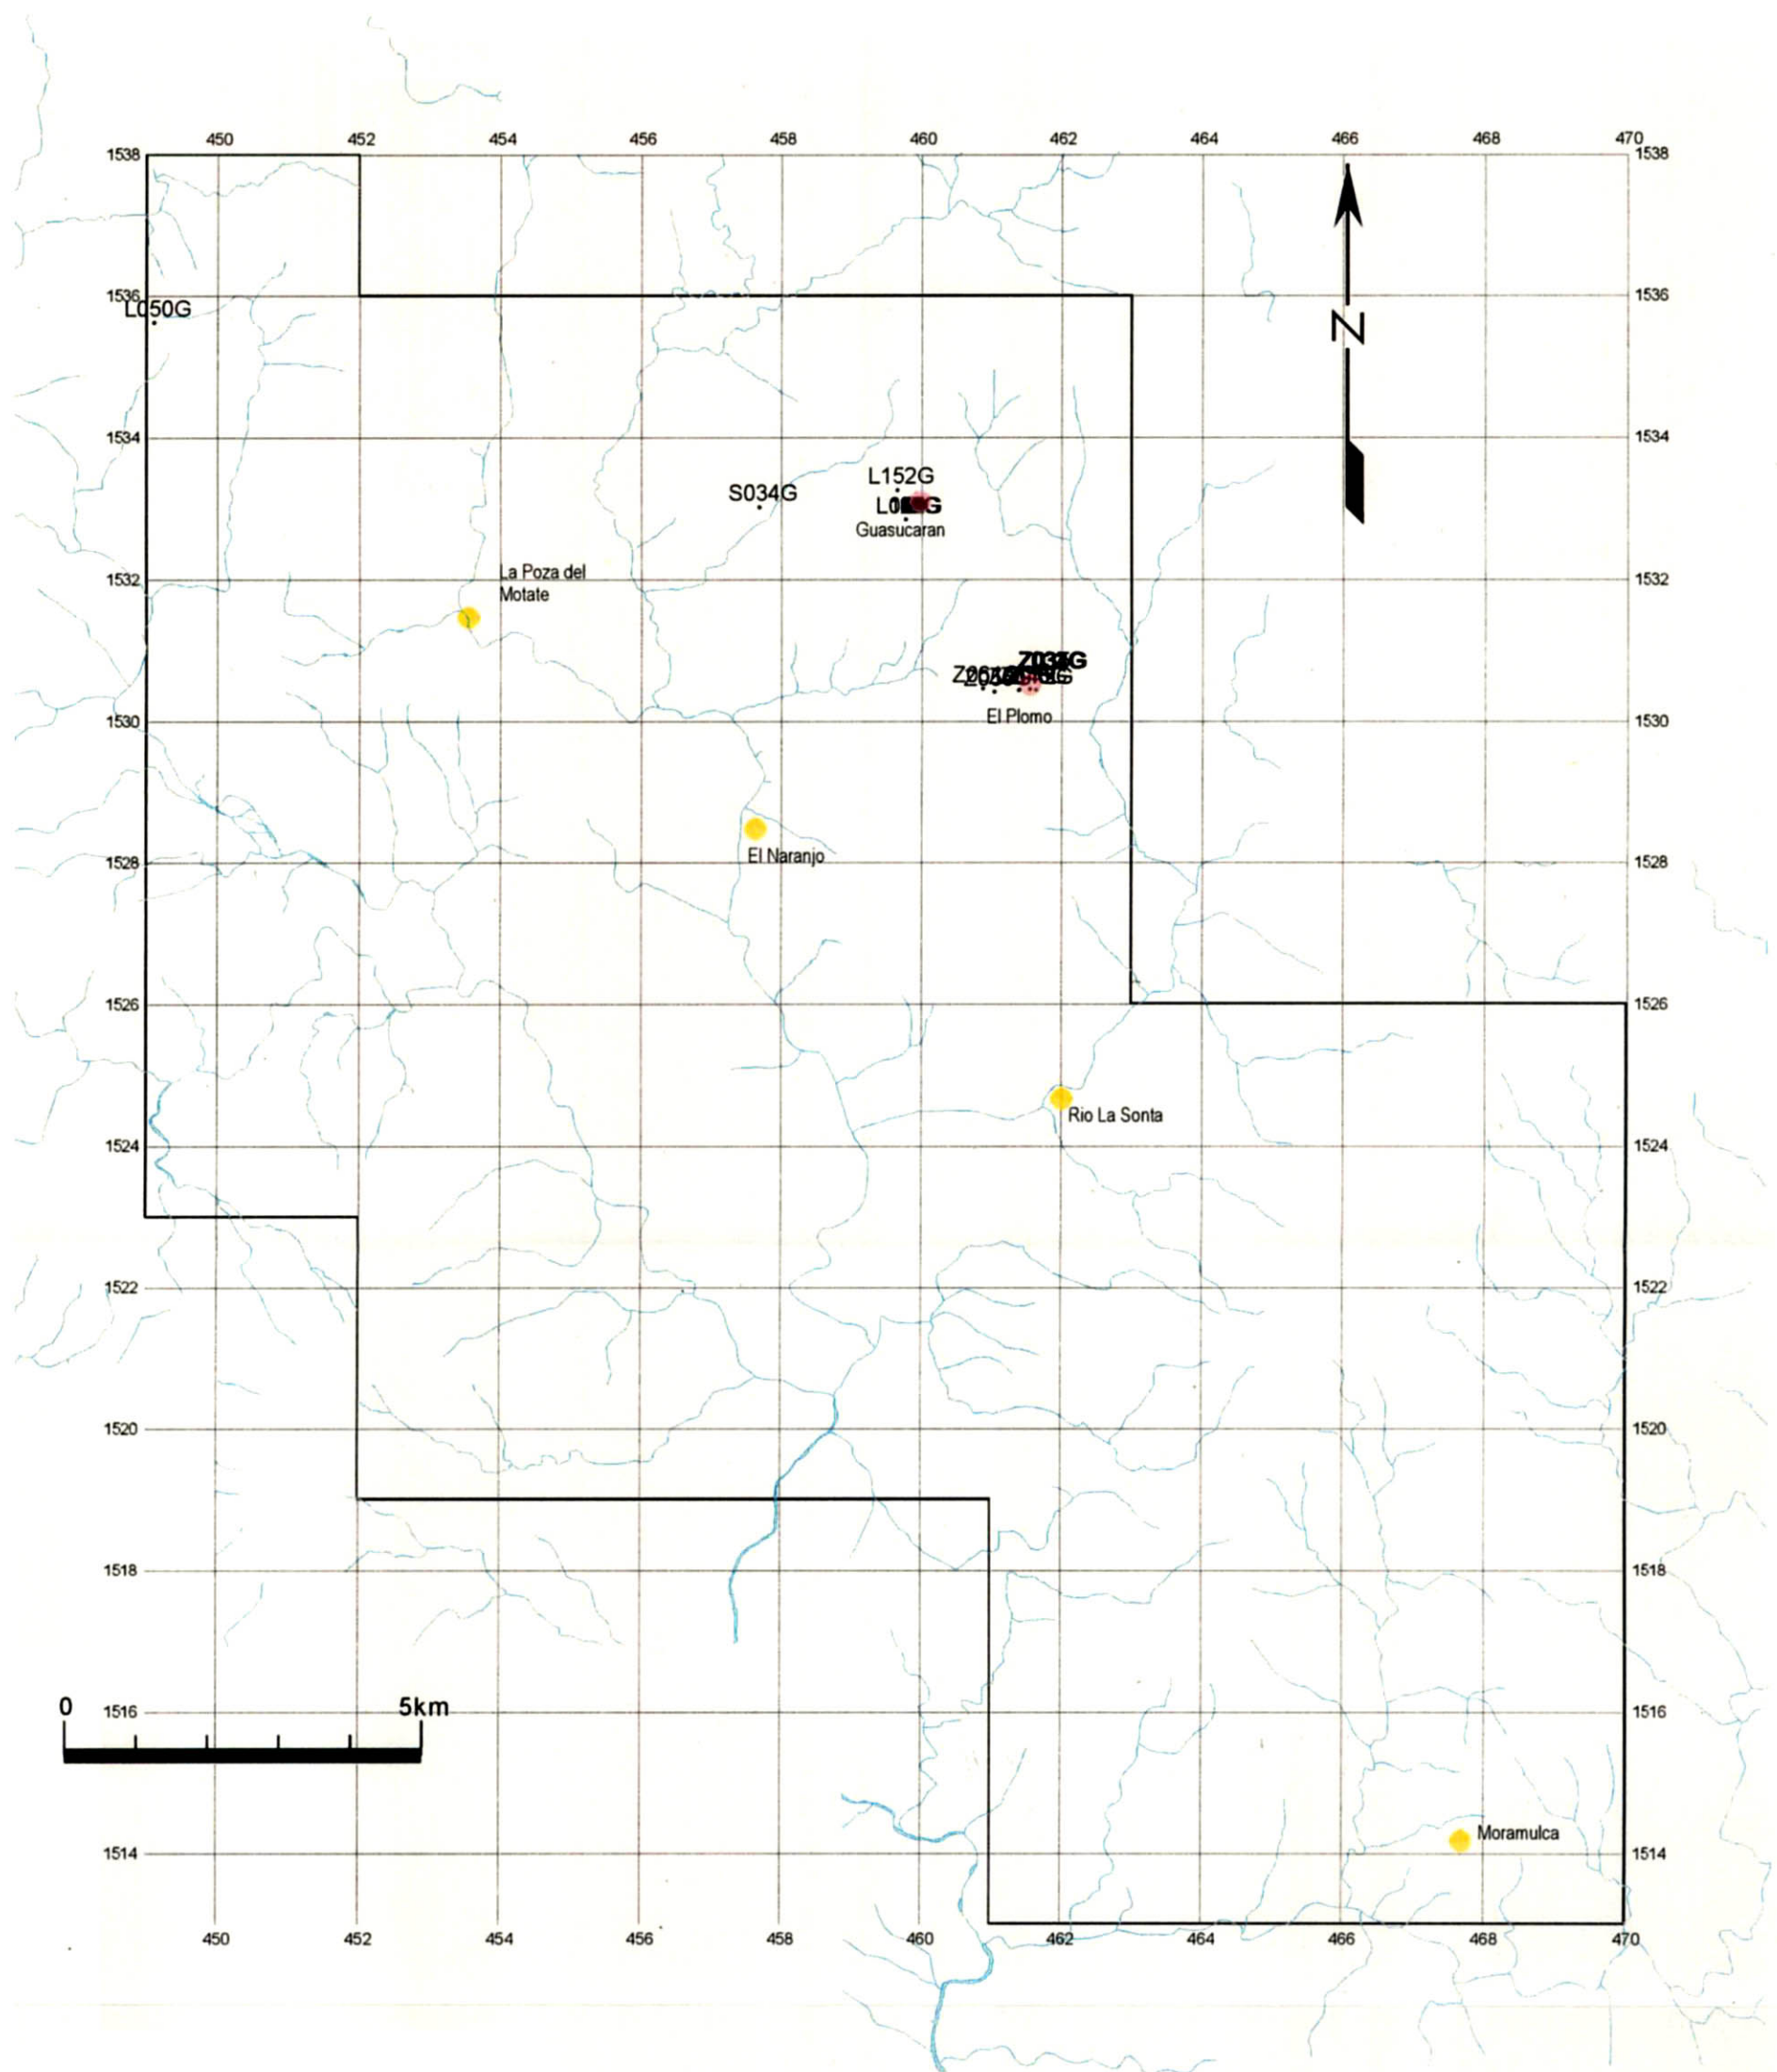 450 452 454 456 458 460 462 464 466 468 470
1538 1538
1536 1536
L050G
N
1534 1534
L152G
S034G
Guasucaran
1532 1532
La Poza del
Motate
El Plomo
1530 1530
El Naranjo
1528 1528
1526 1526
Rio La Sonta
1524 1524
1522 1522
1520 1520
1518 1518
0 5km
1516 1516
Moramulca
1514 1514
450 452 454 456 458 460 462 464 466 468 470